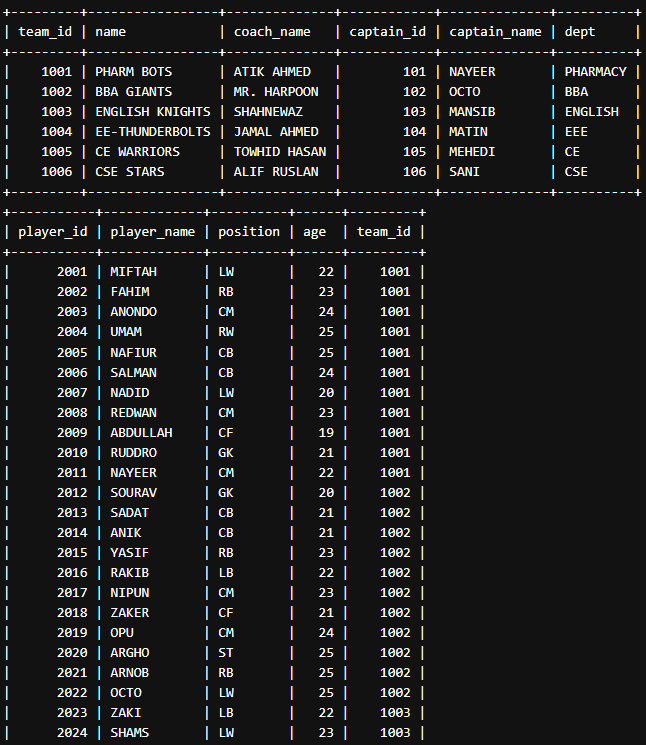 +---------+-----------------+--------------+------------+--------------+----------+
| team_id | name            | coach_name   | captain_id | captain_name | dept     |
+---------+-----------------+--------------+------------+--------------+----------+
|    1001 | PHARM BOTS      | ATIK AHMED   |        101 | NAYEER       | PHARMACY |
|    1002 | BBA GIANTS      | MR. HARPOON  |        102 | OCTO         | BBA      |
|    1003 | ENGLISH KNIGHTS | SHAHNEWAZ    |        103 | MANSIB       | ENGLISH  |
|    1004 | EE-THUNDERBOLTS | JAMAL AHMED  |        104 | MATIN        | EEE      |
|    1005 | CE WARRIORS     | TOWHID HASAN |        105 | MEHEDI       | CE       |
|    1006 | CSE STARS       | ALIF RUSLAN  |        106 | SANI         | CSE      |
+---------+-----------------+--------------+------------+--------------+----------+
+-----------+-------------+----------+------+---------+
| player_id | player_name | position | age  | team_id |
+-----------+-------------+----------+------+---------+
|      2001 | MIFTAH      | LW       |   22 |    1001 |
|      2002 | FAHIM       | RB       |   23 |    1001 |
|      2003 | ANONDO      | CM       |   24 |    1001 |
|      2004 | UMAM        | RW       |   25 |    1001 |
|      2005 | NAFIUR      | CB       |   25 |    1001 |
|      2006 | SALMAN      | CB       |   24 |    1001 |
|      2007 | NADID       | LW       |   20 |    1001 |
|      2008 | REDWAN      | CM       |   23 |    1001 |
|      2009 | ABDULLAH    | CF       |   19 |    1001 |
|      2010 | RUDDRO      | GK       |   21 |    1001 |
|      2011 | NAYEER      | CM       |   22 |    1001 |
|      2012 | SOURAV      | GK       |   20 |    1002 |
|      2013 | SADAT       | CB       |   21 |    1002 |
|      2014 | ANIK        | CB       |   21 |    1002 |
|      2015 | YASIF       | RB       |   23 |    1002 |
|      2016 | RAKIB       | LB       |   22 |    1002 |
|      2017 | NIPUN       | CM       |   23 |    1002 |
|      2018 | ZAKER       | CF       |   21 |    1002 |
|      2019 | OPU         | CM       |   24 |    1002 |
|      2020 | ARGHO       | ST       |   25 |    1002 |
|      2021 | ARNOB       | RB       |   25 |    1002 |
|      2022 | OCTO        | LW       |   25 |    1002 |
|      2023 | ZAKI        | LB       |   22 |    1003 |
|      2024 | SHAMS       | LW       |   23 |    1003 |